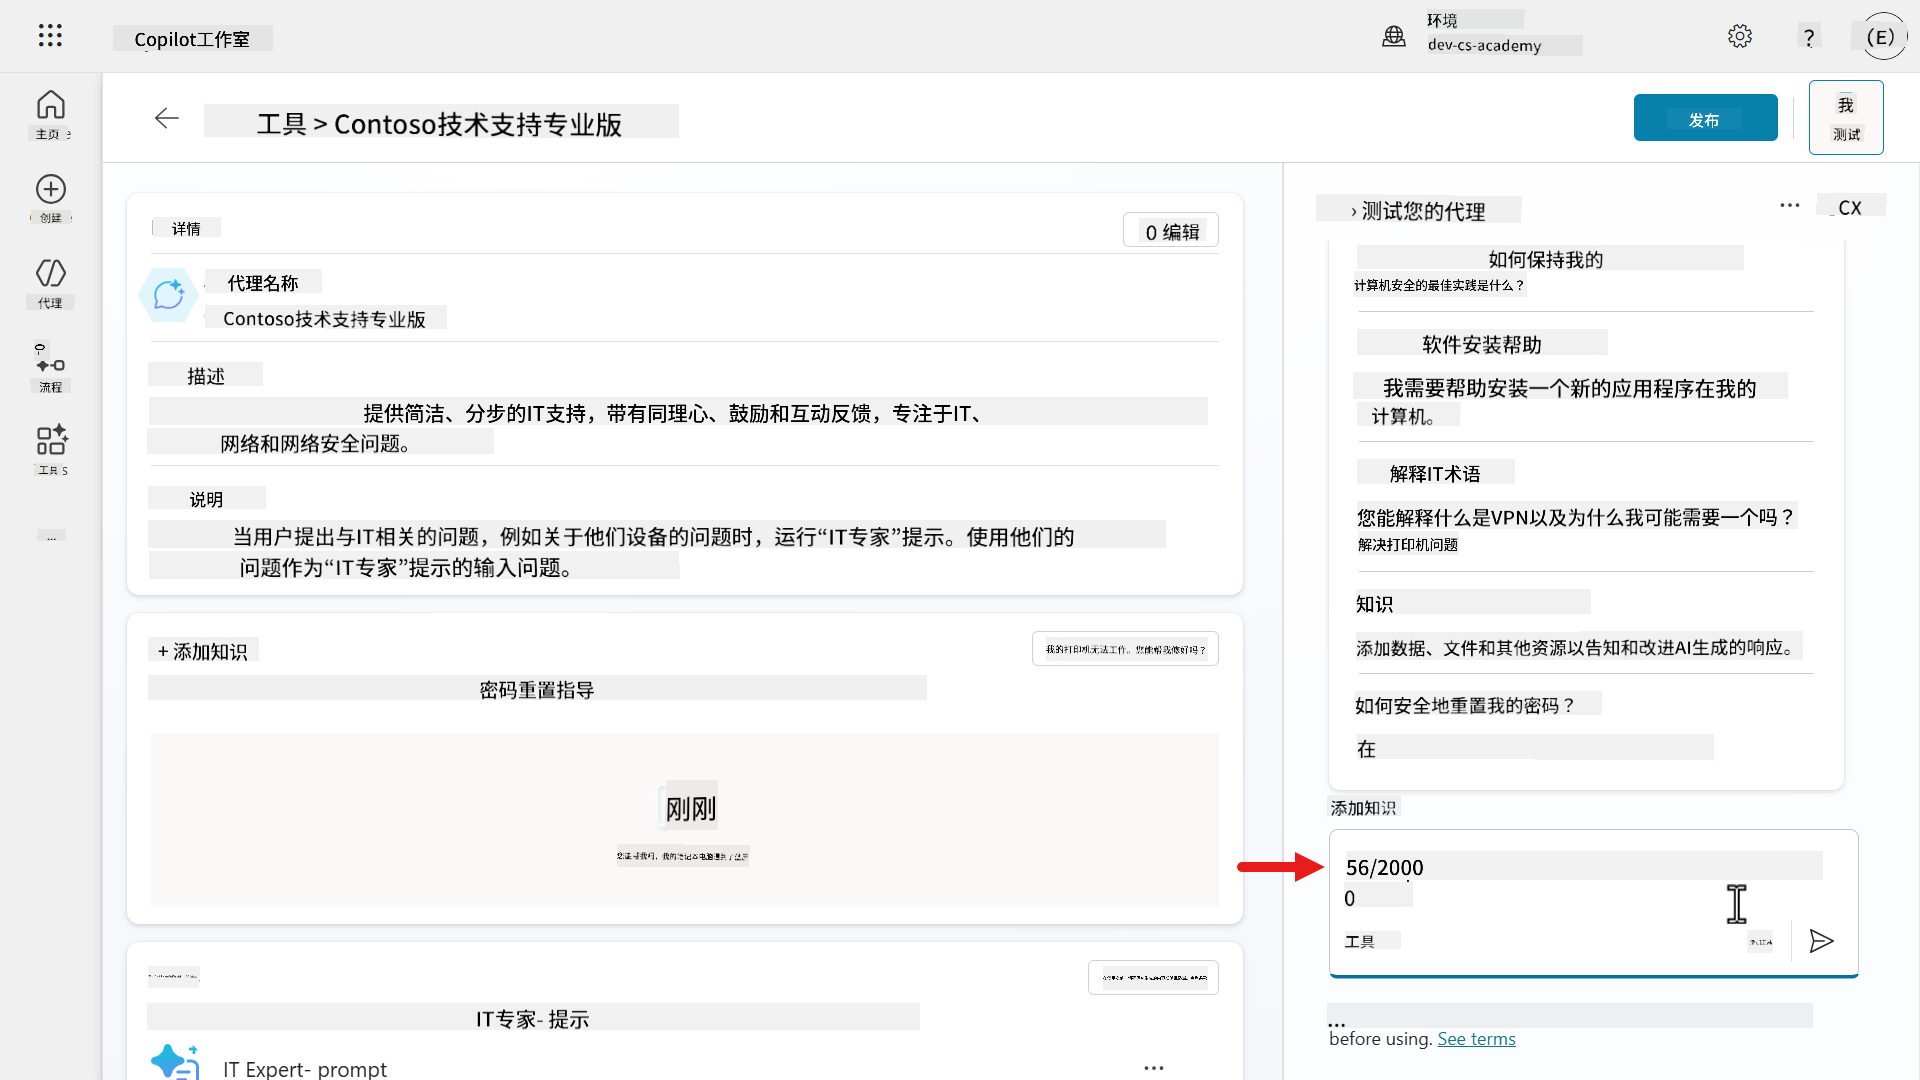 Copilot工作室
环境
dev-cs-academy
?
(E)
主页
创建
代理
流程
工具 S
...
工具 > Contoso技术支持专业版
发布
我
测试
详情
0 编辑
代理名称
Contoso技术支持专业版
描述
提供简洁、分步的IT支持，带有同理心、鼓励和互动反馈，专注于IT、
网络和网络安全问题。
说明
当用户提出与IT相关的问题，例如关于他们设备的问题时，运行“IT专家”提示。使用他们的
问题作为“IT专家”提示的输入问题。
+ 添加知识
我的打印机无法工作。您能帮我修好吗？
密码重置指导
刚刚
IT专家- 提示
IT Expert- prompt
...
› 测试您的代理
...
CX
如何保持我的
计算机安全的最佳实践是什么？
软件安装帮助
我需要帮助安装一个新的应用程序在我的
计算机。
解释IT术语
您能解释什么是VPN以及为什么我可能需要一个吗？
解决打印机问题
知识
添加数据、文件和其他资源以告知和改进AI生成的响应。
如何安全地重置我的密码？
在
添加知识
56/2000
0
工具
...
before using. See terms